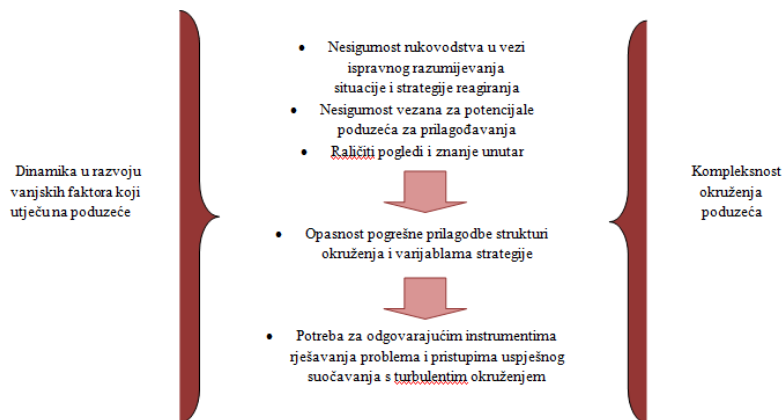 Dinamika u razvoju
vanjskih faktora koji
utječu na poduzeće
• Nesigurnost rukovodstva u vezi
ispravnog razumijevanja
situacije i strategije reagiranja
• Nesigurnost vezana za potencijale
poduzeća za prilagođavanja
• Raličiti pogledi i znanje unutar
• Opasnost pogrešne prilagodbe strukturi
okruženja i varijablama strategije
• Potreba za odgovarajućim instrumentima
rješavanja problema i pristupima uspješnog
suočavanja s turbulentim okruženjem
Kompleksnost
okruženja
poduzeća